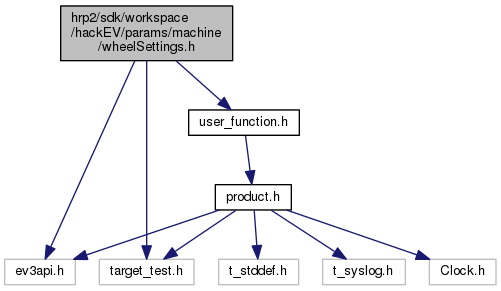 hrp2/sdk/workspace
/hackEV/params/machine
/wheelSettings.h
user_function.h
product.h
ev3api.h
target_test.h
t_stddef.h
t_syslog.h
Clock.h